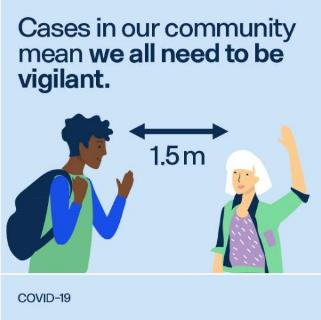 Cases in our community
mean we all need to be
vigilant.
1.5 m
COVID-19